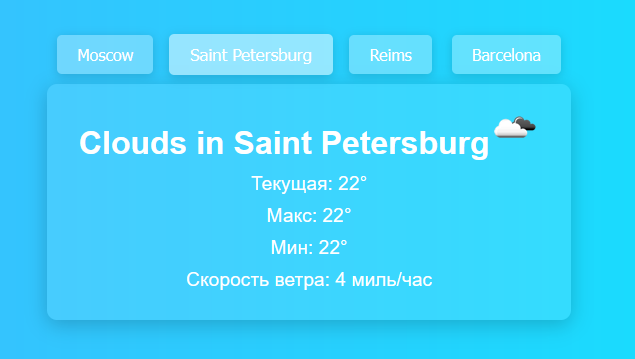 Moscow Saint Petersburg Reims Barcelona
Clouds in Saint Petersburg
Текущая: 22°
Макс: 22°
Мин: 22°
Скорость ветра: 4 миль/час